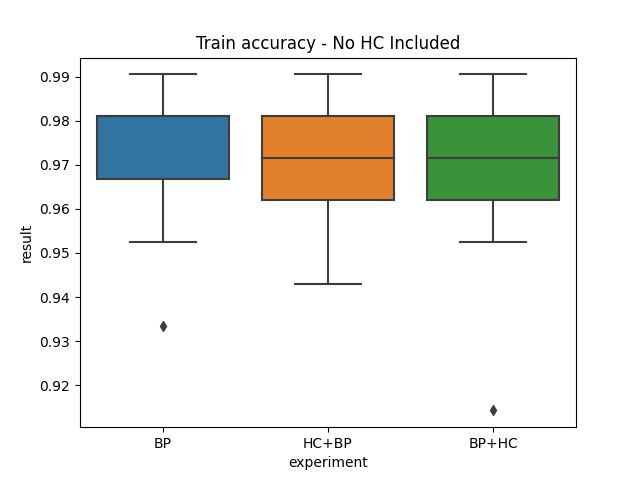 Train accuracy - No HC Included
0.99
0.98
0.97
0.96
0.95
0.94
0.93
0.92
result
BP
HC+BP
BP+HC
experiment